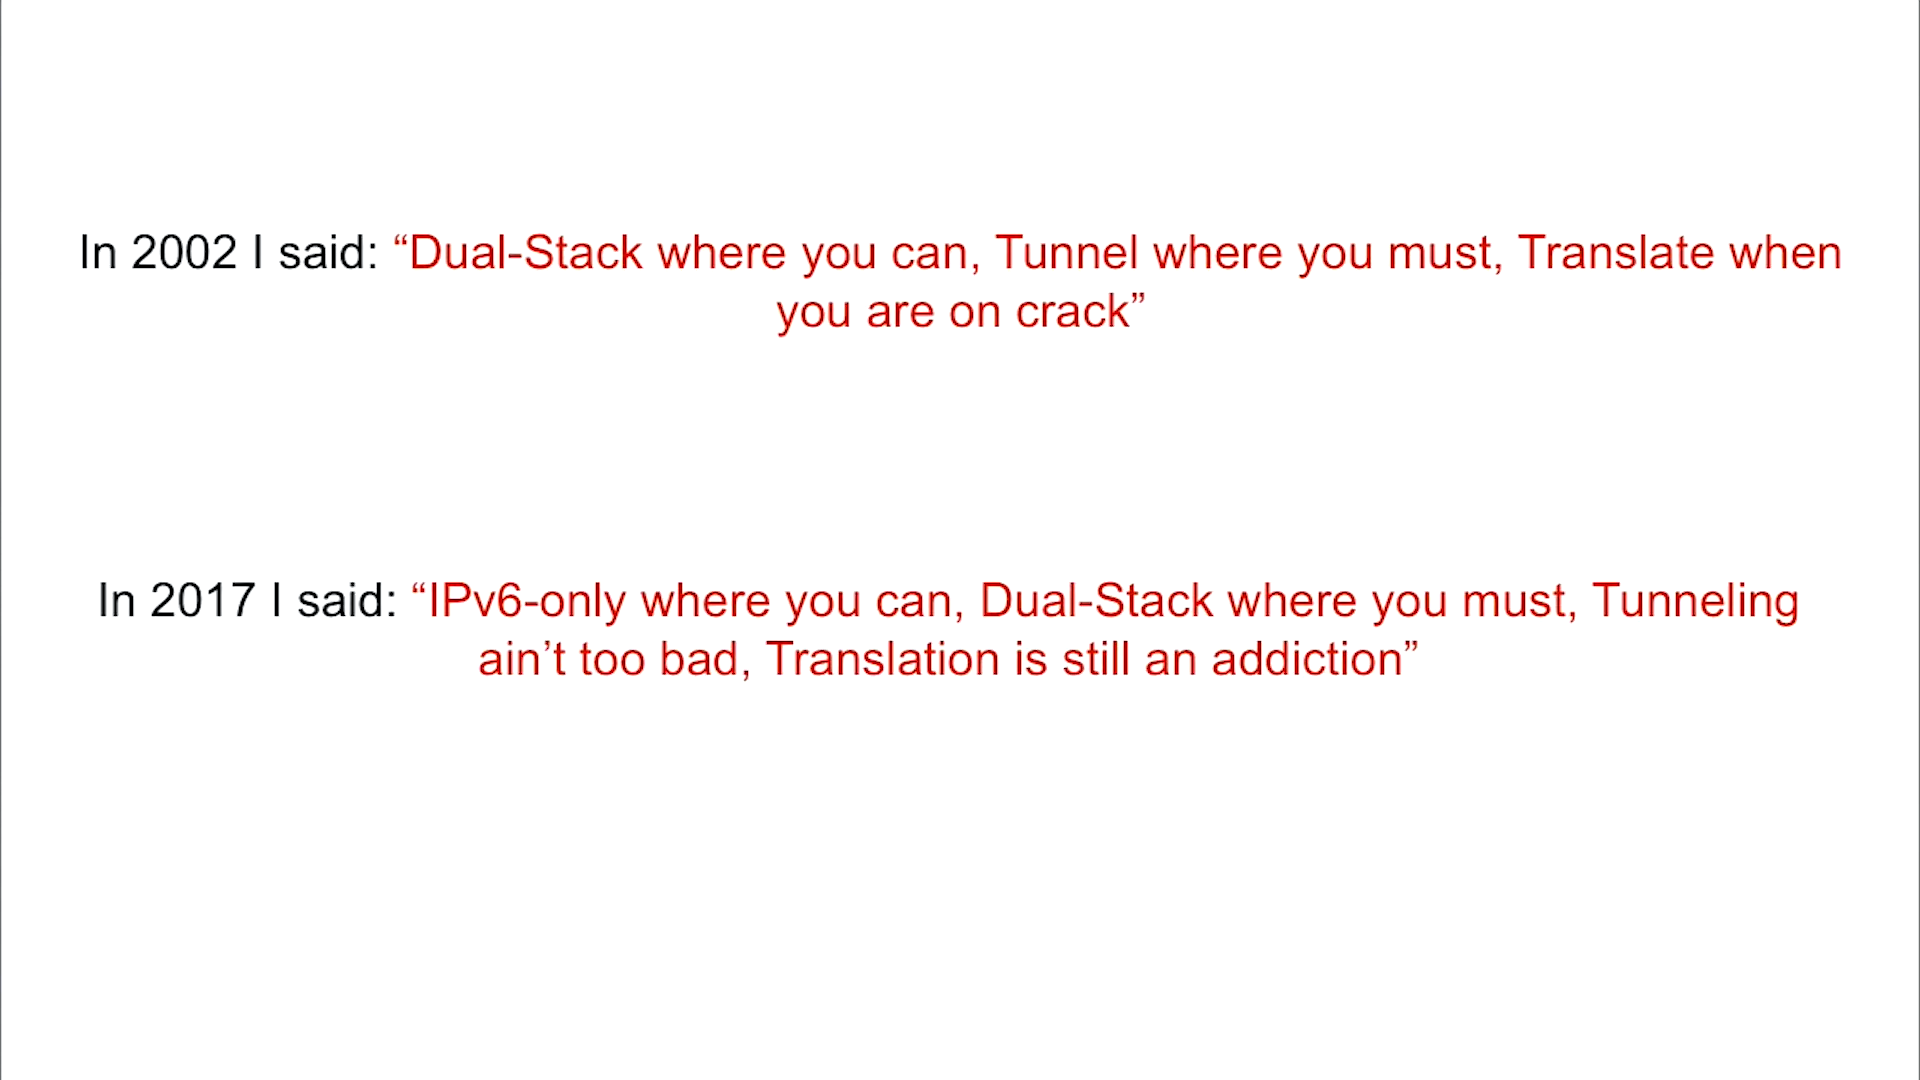 In 2002 I said: “Dual-Stack where you can, Tunnel where you must, Translate when
you are on crack”
In 2017 I said: “IPv6-only where you can, Dual-Stack where you must, Tunneling
ain’t too bad, Translation is still an addiction”